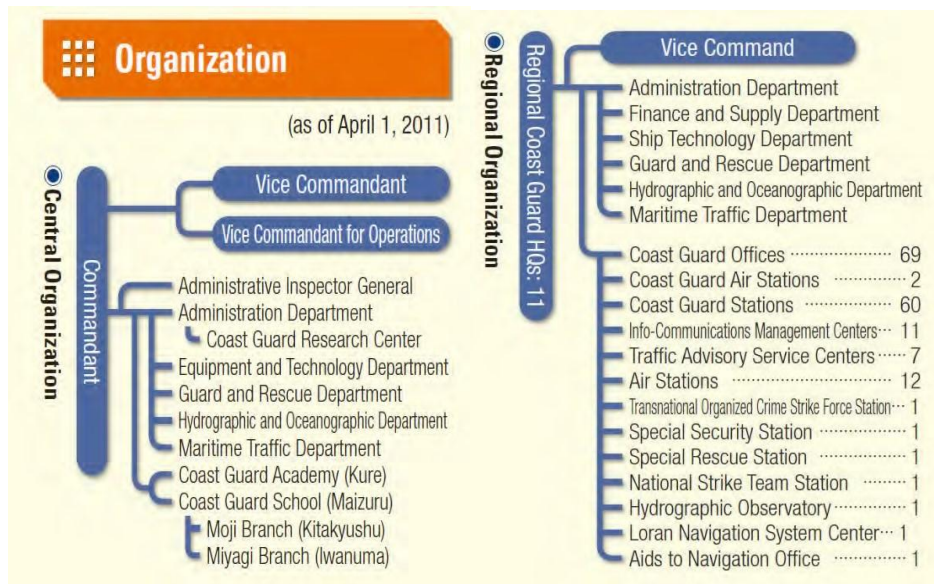 Organization
(as of April 1, 2011)
Central Organization
Commandant
Vice Commandant
Vice Commandant for Operations
Administrative Inspector General
Administration Department
Coast Guard Research Center
Equipment and Technology Department
Guard and Rescue Department
Hydrographic and Oceanographic Department
Maritime Traffic Department
Coast Guard Academy (Kure)
Coast Guard School (Maizuru)
Moji Branch (Kitakyushu)
Miyagi Branch (Iwanuma)
Regional Organization
Regional Coast Guard HQs: 11
Vice Command
Administration Department
Finance and Supply Department
Ship Technology Department
Guard and Rescue Department
Hydrographic and Oceanographic Department
Maritime Traffic Department
Coast Guard Offices  69
Coast Guard Air Stations 2
Coast Guard Stations 60
Info-Communications Management Centers 11
Traffic Advisory Service Centers 7
Air Stations 12
Transnational Organized Crime Strike Force Station 1
Special Security Station 1
Special Rescue Station 1
National Strike Team Station 1
Hydrographic Observatory 1
Loran Navigation System Center 1
Aids to Navigation Office 1